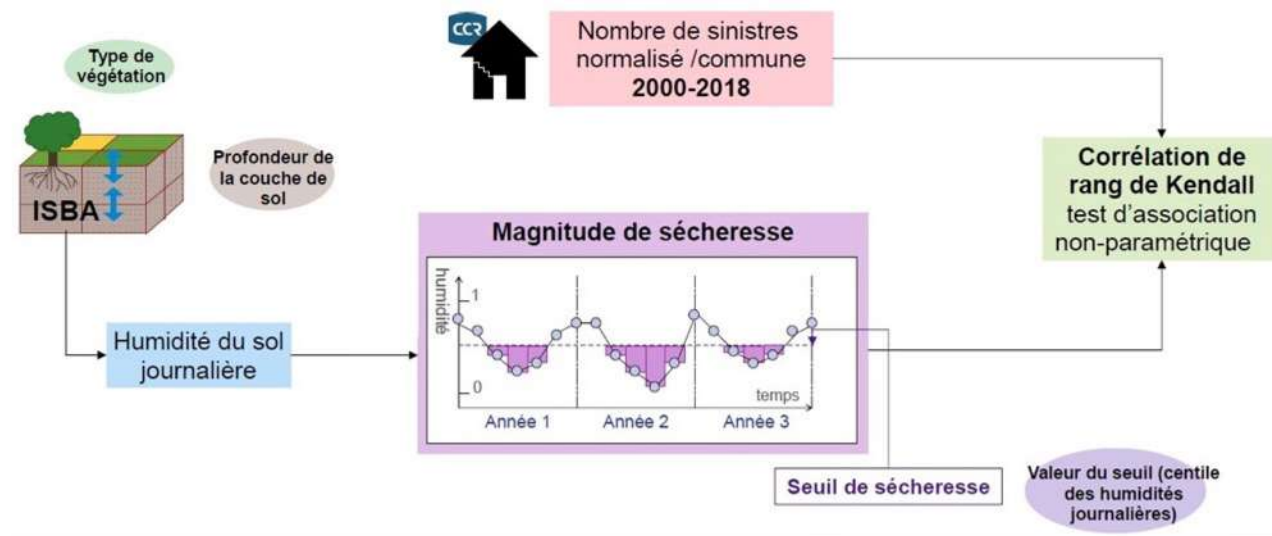 Type de
végétation
ISBA
Profondeur de
la couche de
sol
CCR
Nombre de sinistres
normalisé /commune
2000-2018
Corrélation de
rang de Kendall
test d'association
non-paramétrique
Humidité du sol
journalière
Magnitude de sécheresse
humidité
1
0
temps
Année 1
Année 2
Année 3
Seuil de sécheresse
Valeur du seuil (centile
des humidités
journalières)